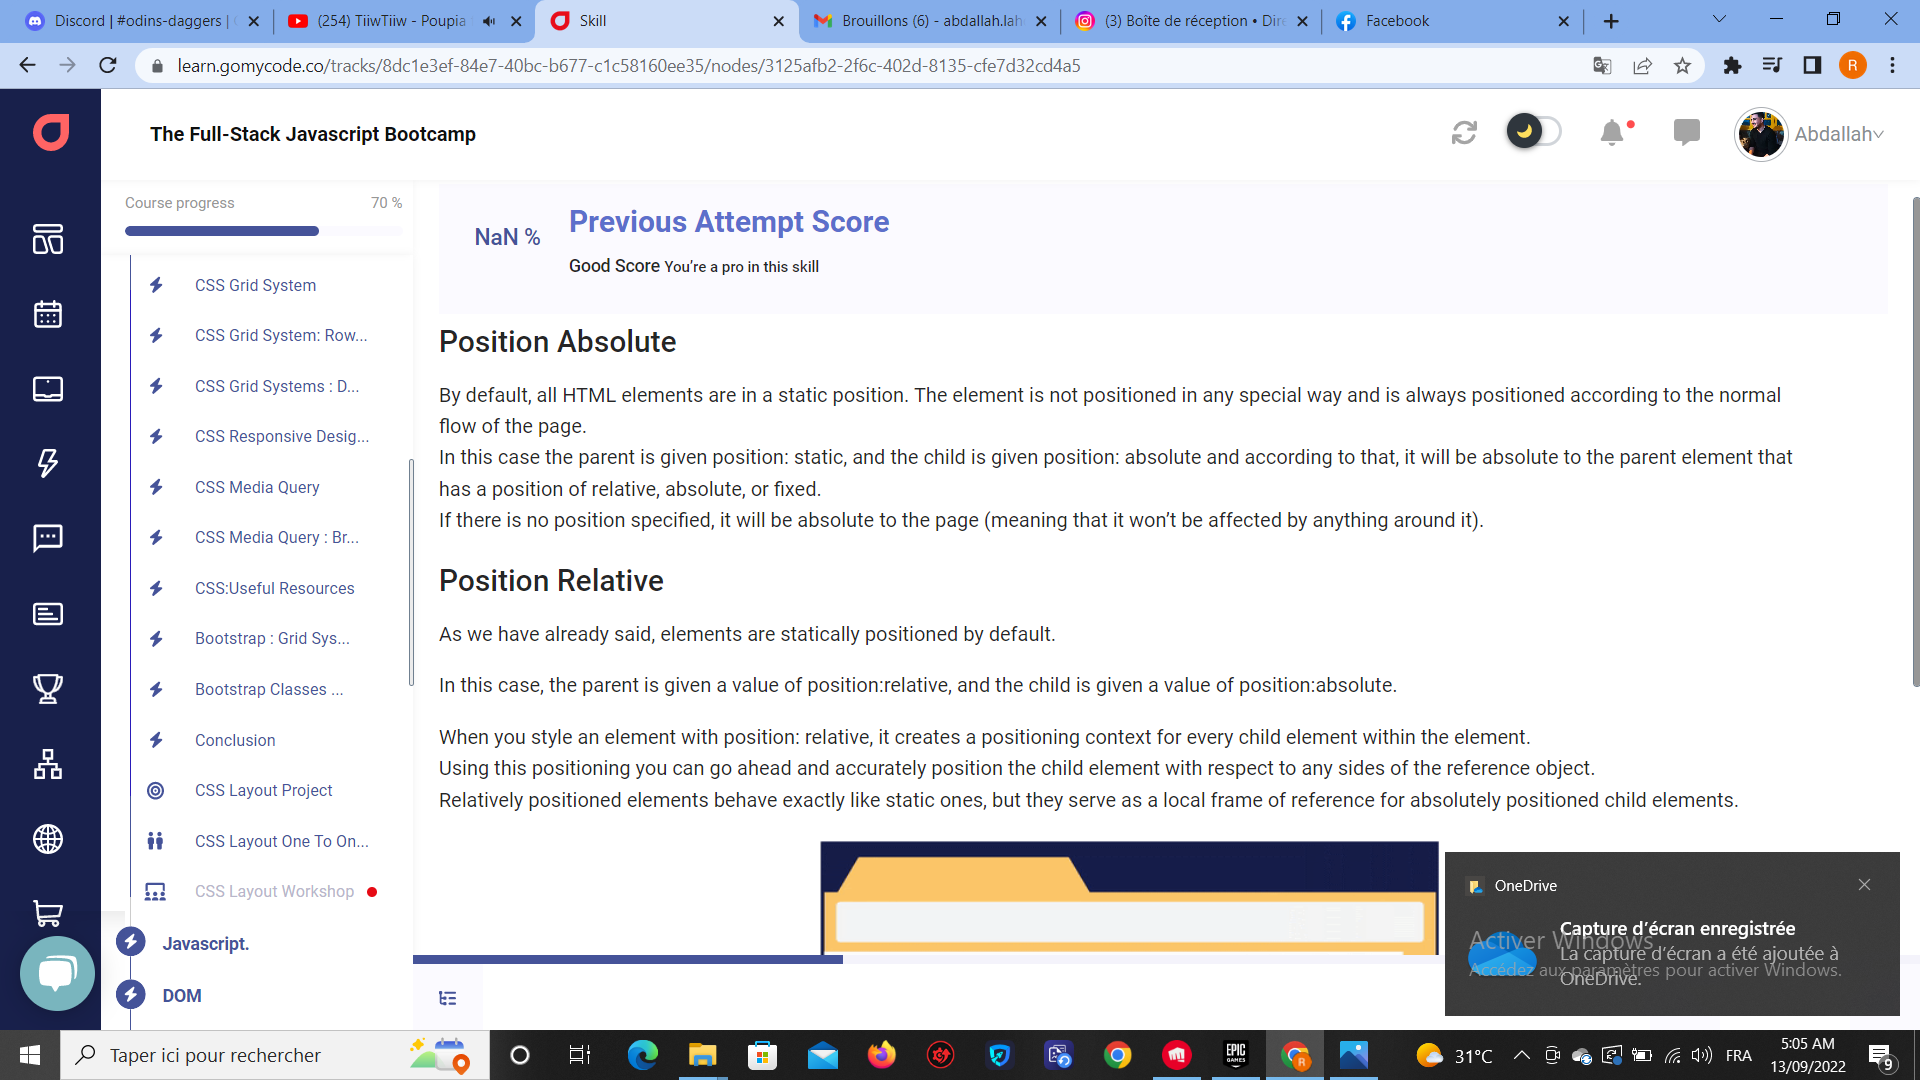 Discord | #odins-daggers |
(254) TiiwTiiw - Poupia
Skill
Brouillons (6) - abdallah.lah
(3) Boîte de réception • Dire
Facebook
learn.gomycode.co/tracks/8dc1e3ef-84e7-40bc-b677-c1c58160ee35/nodes/3125afb2-2f6c-402d-8135-cfe7d32cd4a5
R
The Full-Stack Javascript Bootcamp
Abdallah
Course progress 70 %
CSS Grid System
CSS Grid System: Row...
CSS Grid Systems : D...
CSS Responsive Desig...
CSS Media Query
CSS Media Query : Br...
CSS:Useful Resources
Bootstrap : Grid Sys...
Bootstrap Classes ...
Conclusion
CSS Layout Project
CSS Layout One To On...
CSS Layout Workshop
Javascript.
DOM
NaN %
Previous Attempt Score
Good Score You’re a pro in this skill
Position Absolute
By default, all HTML elements are in a static position. The element is not positioned in any special way and is always positioned according to the normal
flow of the page.
In this case the parent is given position: static, and the child is given position: absolute and according to that, it will be absolute to the parent element that
has a position of relative, absolute, or fixed.
If there is no position specified, it will be absolute to the page (meaning that it won’t be affected by anything around it).
Position Relative
As we have already said, elements are statically positioned by default.
In this case, the parent is given a value of position:relative, and the child is given a value of position:absolute.
When you style an element with position: relative, it creates a positioning context for every child element within the element.
Using this positioning you can go ahead and accurately position the child element with respect to any sides of the reference object.
Relatively positioned elements behave exactly like static ones, but they serve as a local frame of reference for absolutely positioned child elements.
OneDrive
Capture d’écran enregistrée
La capture d’écran a été ajoutée à
OneDrive.
Activer Windows
Accédez aux paramètres pour activer Windows.
Taper ici pour rechercher
EPIC
GAMES
R
31°C
FRA
5:05 AM
13/09/2022
9